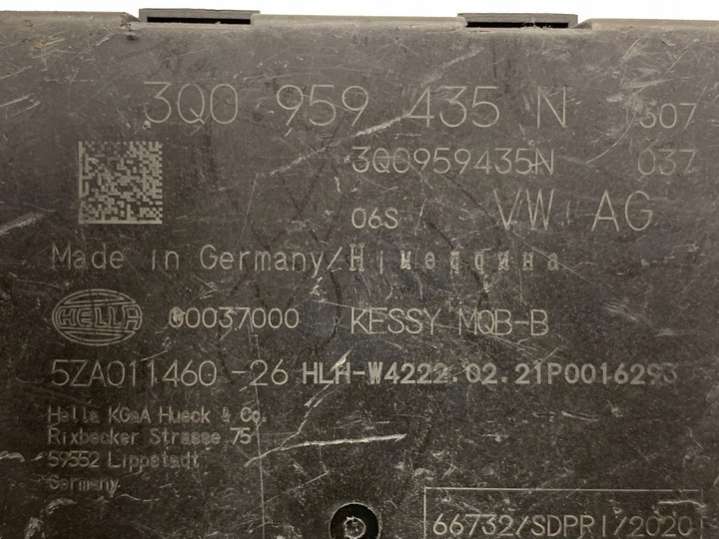 3Q0 959 435 N 307
3Q0959435N 037
06S VW AG
Made in Germany/Німеччина
HELLA 00037000 KESSY MQB-B
5ZA011460-26 HLH-W4222.02.21P0016293
Hella KGaA Hueck & Co.
Rixbecker Strasse 75
59552 Lippstadt
Germany
66732/SDPRI/2020